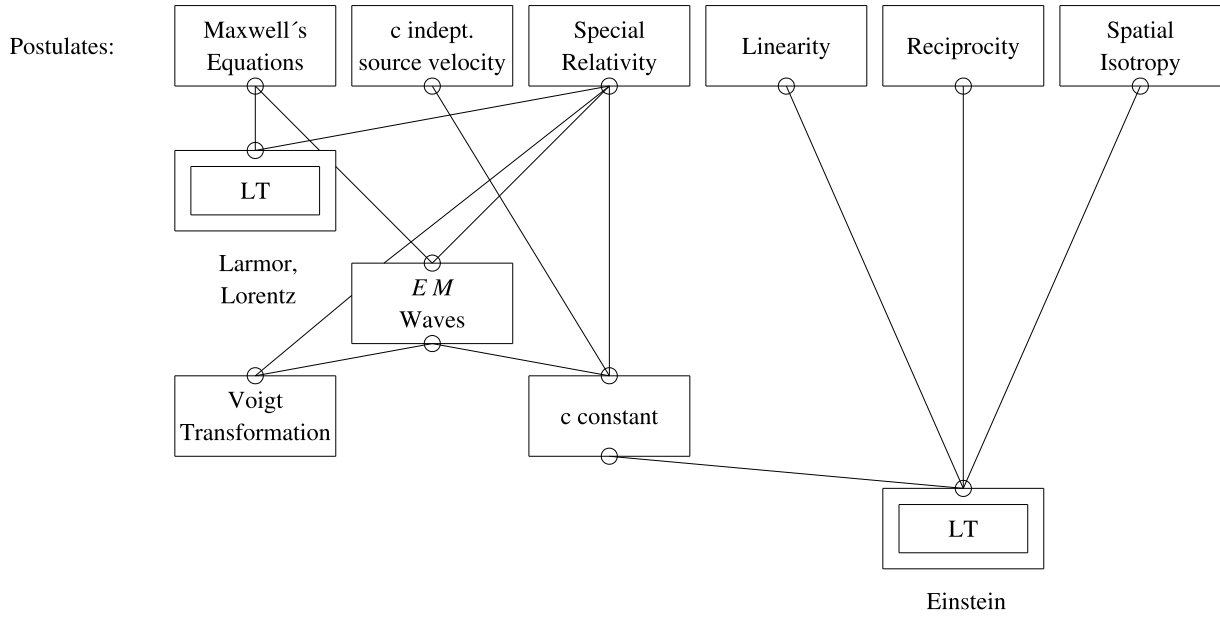 Postulates:
Maxwell´s
Equations
c indept.
source velocity
Special
Relativity
Linearity
Reciprocity
Spatial
Isotropy
LT
Larmor,
Lorentz
E M
Waves
Voigt
Transformation
c constant
LT
Einstein